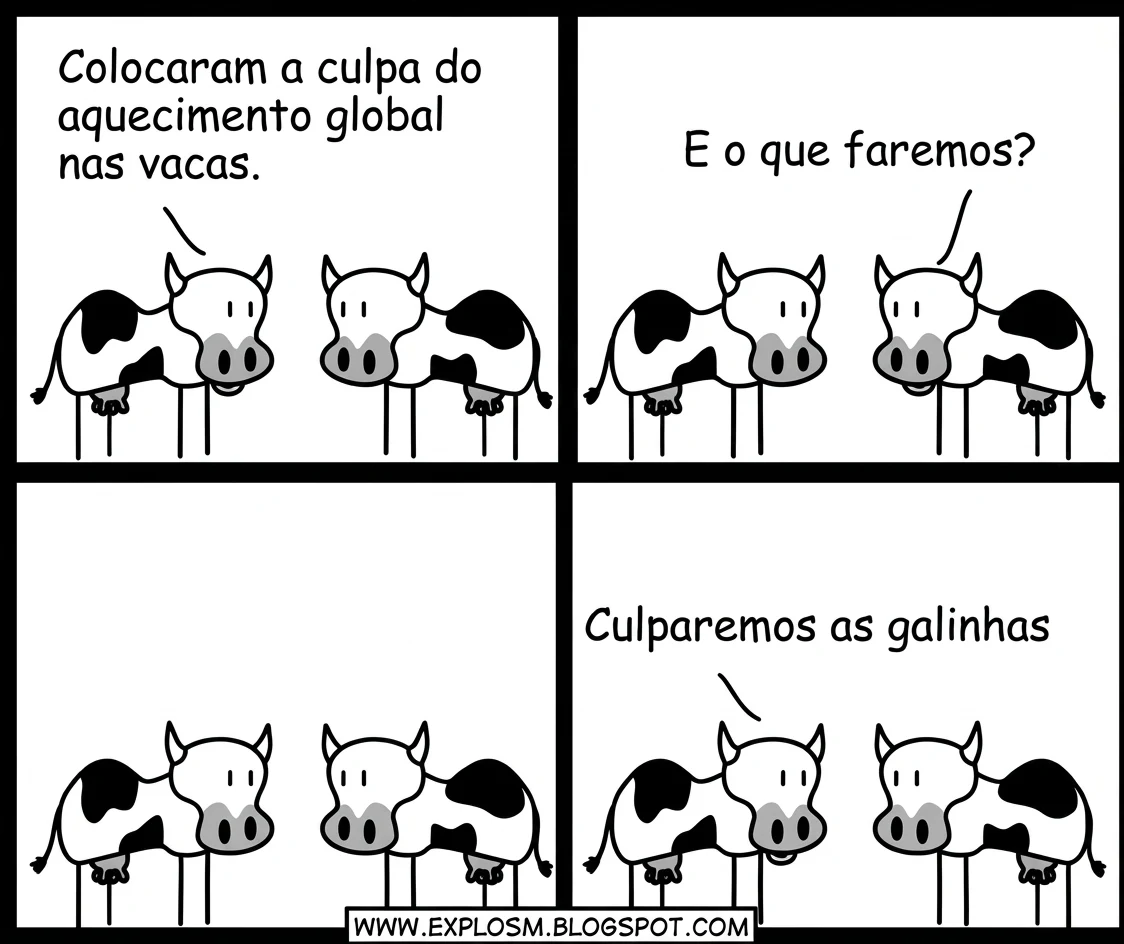 Colocaram a culpa do
aquecimento global
nas vacas.
E o que faremos?
Culparemos as galinhas
WWW.EXPLOSM.BLOGSPOT.COM